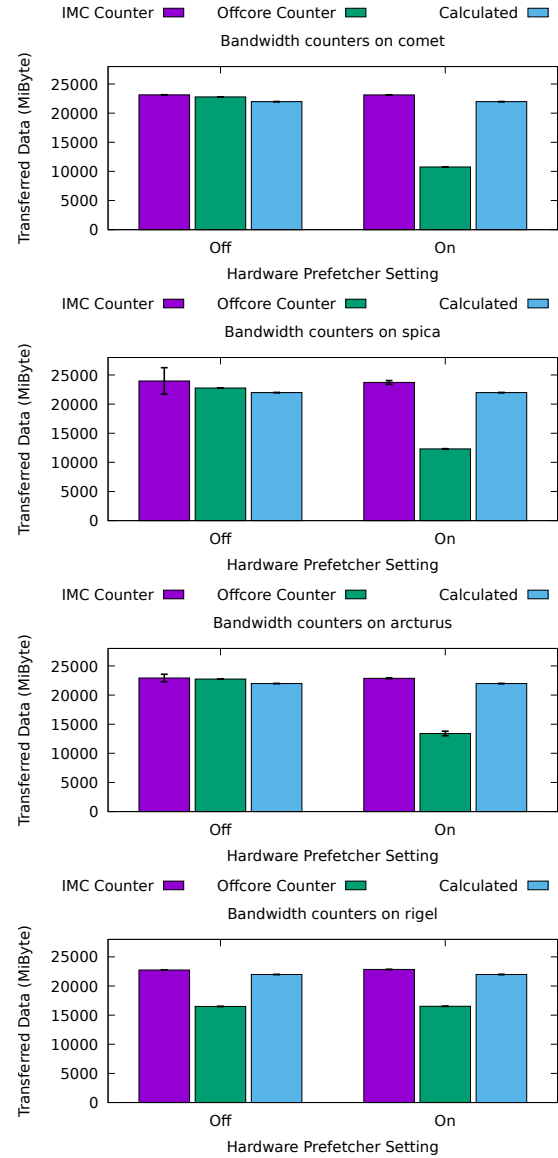 IMC Counter Offcore Counter Calculated
Bandwidth counters on comet
Transferred Data (MiByte)
25000
20000
15000
10000
5000
0
Off On
Hardware Prefetcher Setting
IMC Counter Offcore Counter Calculated
Bandwidth counters on spica
Transferred Data (MiByte)
25000
20000
15000
10000
5000
0
Off On
Hardware Prefetcher Setting
IMC Counter Offcore Counter Calculated
Bandwidth counters on arcturus
Transferred Data (MiByte)
25000
20000
15000
10000
5000
0
Off On
Hardware Prefetcher Setting
IMC Counter Offcore Counter Calculated
Bandwidth counters on rigel
Transferred Data (MiByte)
25000
20000
15000
10000
5000
0
Off On
Hardware Prefetcher Setting